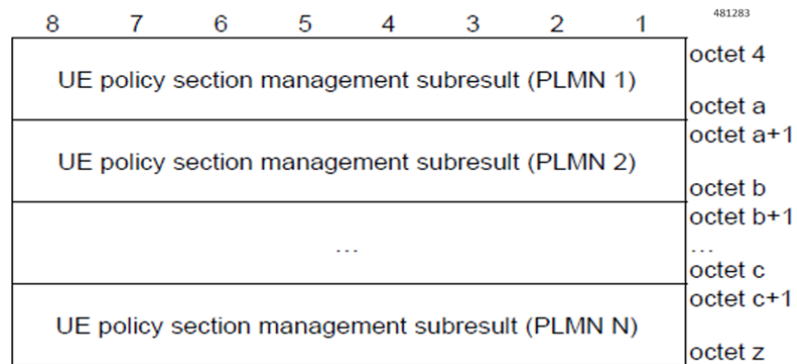 481283
8 7 6 5 4 3 2 1
octet 4
UE policy section management subresult (PLMN 1)
octet a
octet a+1
UE policy section management subresult (PLMN 2)
octet b
octet b+1
... ...
octet c
octet c+1
UE policy section management subresult (PLMN N)
octet z